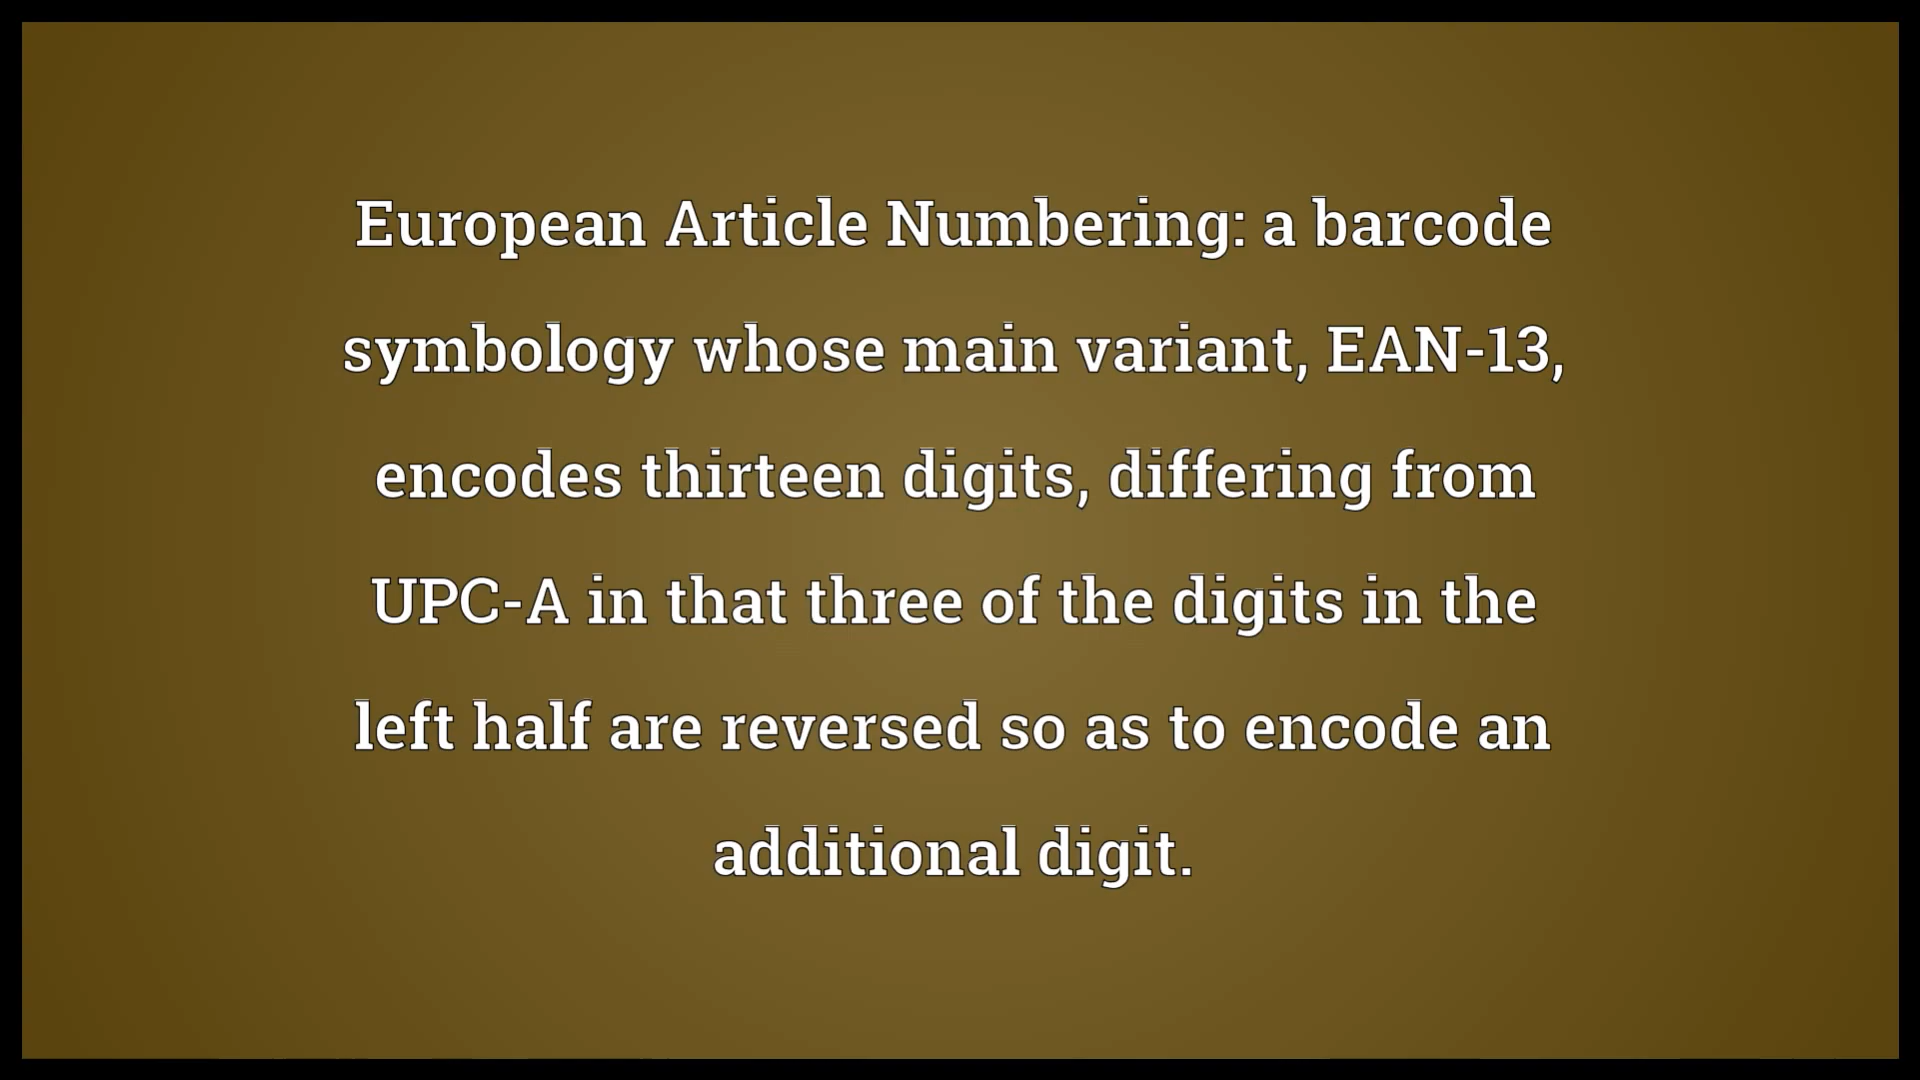 European Article Numbering: a barcode
symbology whose main variant, EAN-13,
encodes thirteen digits, differing from
UPC-A in that three of the digits in the
left half are reversed so as to encode an
additional digit.